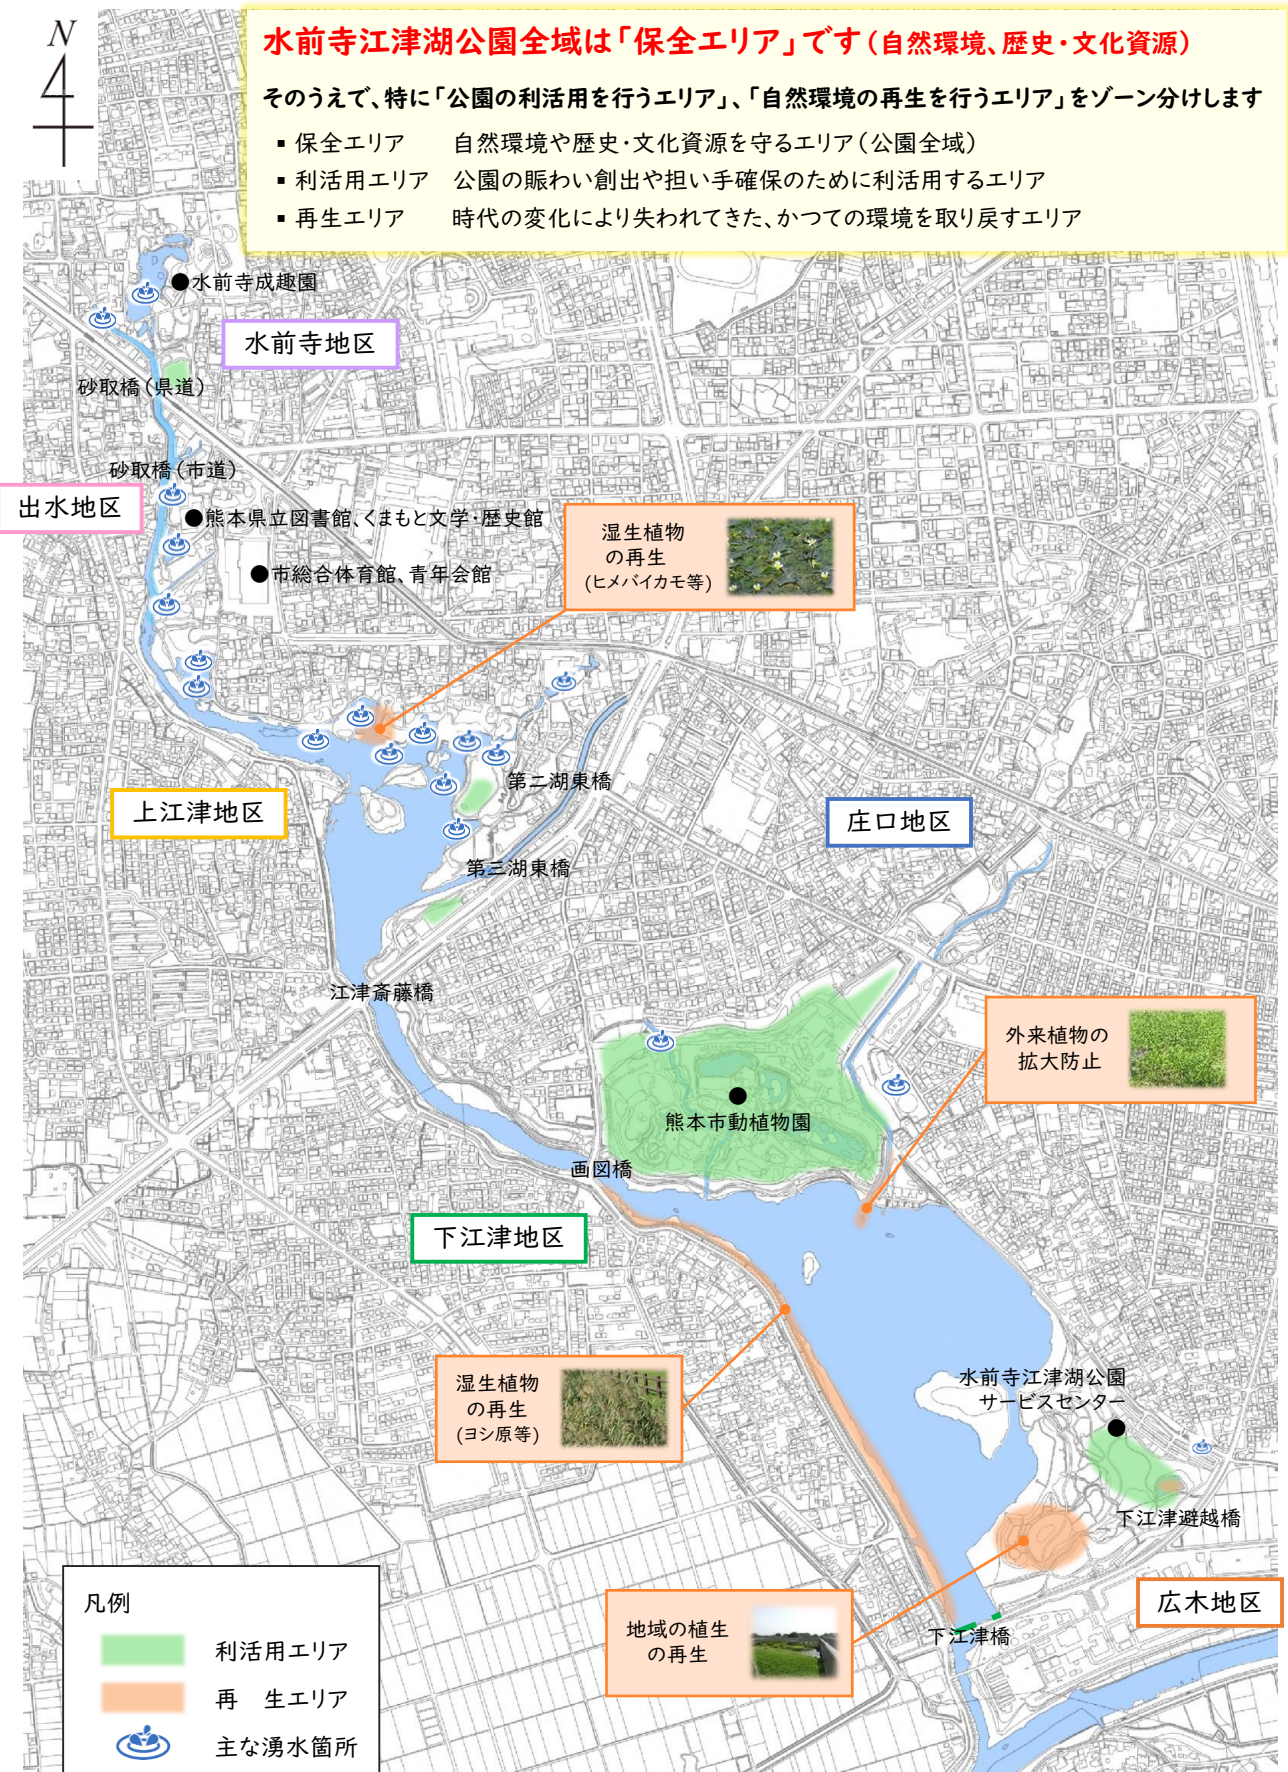 N
水前寺江津湖公園全域は「保全エリア」です（自然環境、歴史・文化資源）
そのうえで、特に「公園の利活用を行うエリア」、「自然環境の再生を行うエリア」をゾーン分けします
▪ 保全エリア　自然環境や歴史・文化資源を守るエリア（公園全域）
▪ 利活用エリア　公園の賑わい創出や担い手確保のために利活用するエリア
▪ 再生エリア　時代の変化により失われてきた、かつての環境を取り戻すエリア
●水前寺成趣園
水前寺地区
砂取橋（県道）
砂取橋（市道）
出水地区
●熊本県立図書館、くまもと文学・歴史館
●市総合体育館、青年会館
湿生植物
の再生
(ヒメバイカモ等)
第二湖東橋
上江津地区
庄口地区
第三湖東橋
江津斎藤橋
外来植物の
拡大防止
熊本市動植物園
画図橋
下江津地区
湿生植物
の再生
(ヨシ原等)
水前寺江津湖公園
サービスセンター
下江津避越橋
広木地区
地域の植生
の再生
下江津橋
凡例
利活用エリア
再　生エリア
主な湧水箇所